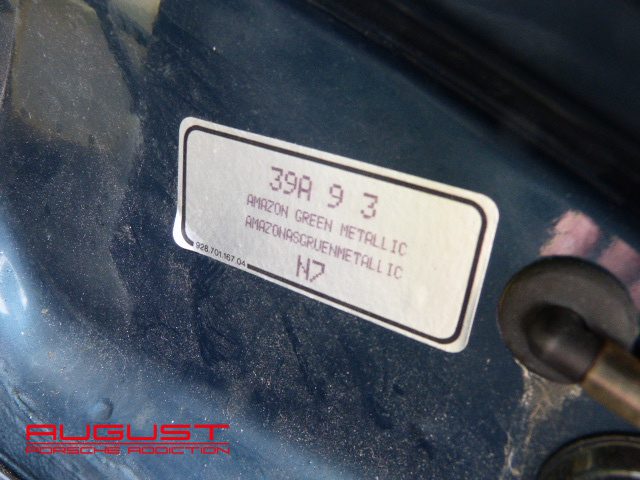 39A 9 3
AMAZON GREEN METALLIC
AMAZONASGRUENMETALLIC
N7
928.701.167.04
AUGUST
PORSCHE ADDICTION